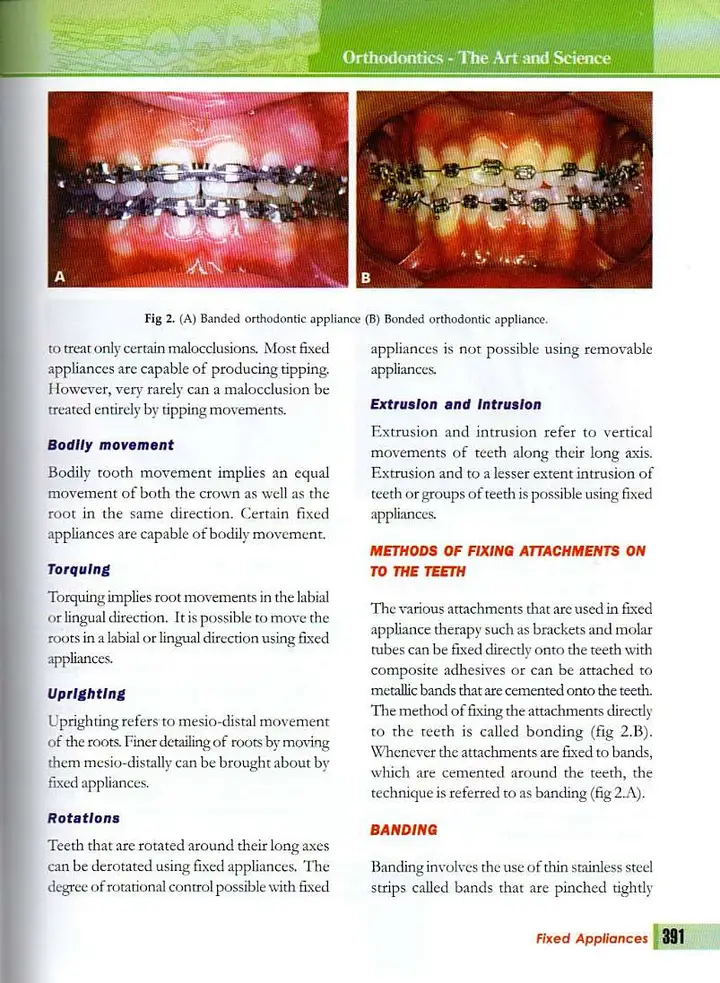 Orthodontics - The Art and Science
A
B
Fig 2. (A) Banded orthodontic appliance (B) Bonded orthodontic appliance.
to treat only certain malocclusions. Most fixed
appliances are capable of producing tipping.
However, very rarely can a malocclusion be
treated entirely by tipping movements.
Bodily movement
Bodily tooth movement implies an equal
movement of both the crown as well as the
root in the same direction. Certain fixed
appliances are capable of bodily movement.
Torquing
Torquing implies root movements in the labial
or lingual direction. It is possible to move the
roots in a labial or lingual direction using fixed
appliances.
Uprighting
Uprighting refers to mesio-distal movement
of the roots. Finer detailing of roots by moving
them mesio-distally can be brought about by
fixed appliances.
Rotations
Teeth that are rotated around their long axes
can be derotated using fixed appliances. The
degree of rotational control possible with fixed
appliances is not possible using removable
appliances.
Extrusion and Intrusion
Extrusion and intrusion refer to vertical
movements of teeth along their long axis.
Extrusion and to a lesser extent intrusion of
teeth or groups of teeth is possible using fixed
appliances.
METHODS OF FIXING ATTACHMENTS ON
TO THE TEETH
The various attachments that are used in fixed
appliance therapy such as brackets and molar
tubes can be fixed directly onto the teeth with
composite adhesives or can be attached to
metallic bands that are cemented onto the teeth.
The method of fixing the attachments directly
to the teeth is called bonding (fig 2.B).
Whenever the attachments are fixed to bands,
which are cemented around the teeth, the
technique is referred to as banding (fig 2.A).
BANDING
Banding involves the use of thin stainless steel
strips called bands that are pinched tightly
Fixed Appliances 391